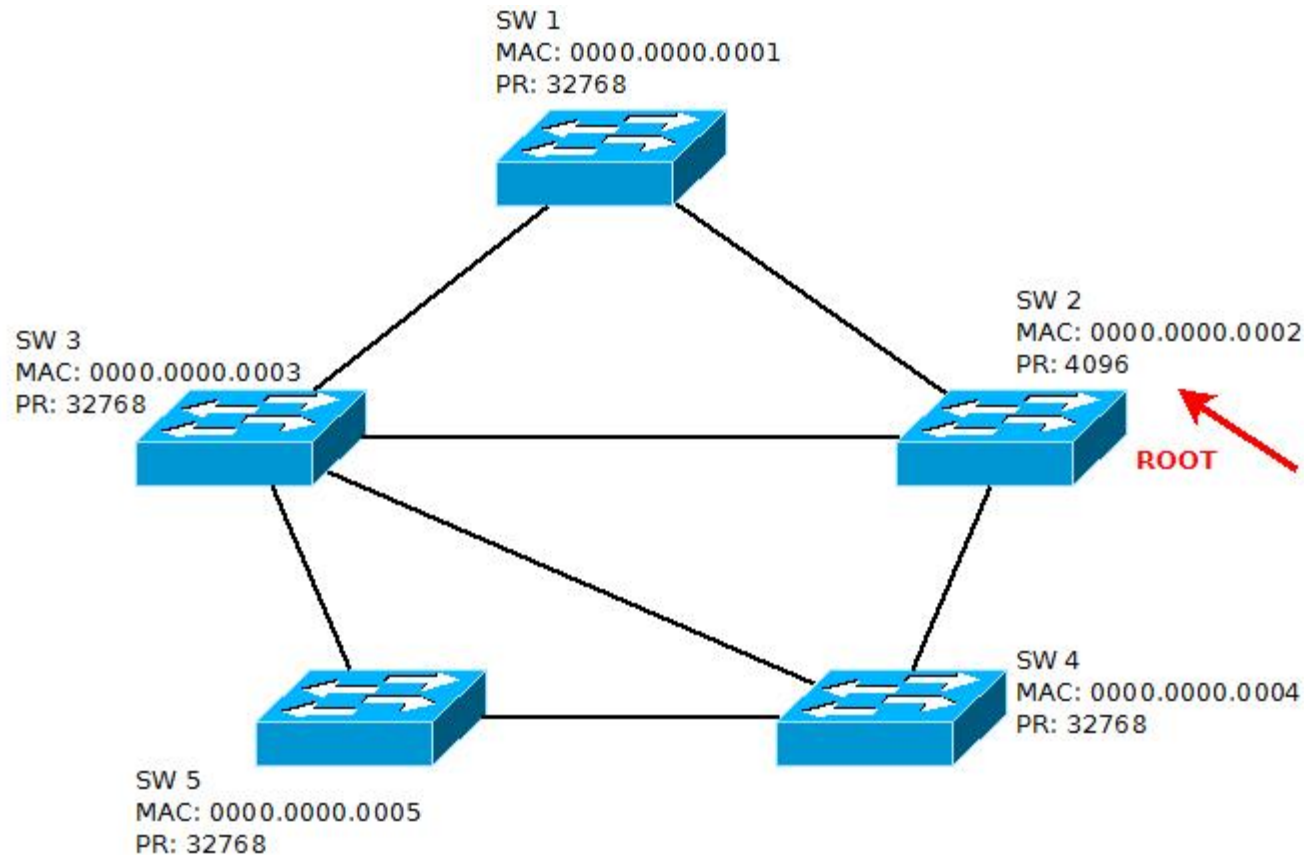 SW 1
MAC: 0000.0000.0001
PR: 32768
SW 2
MAC: 0000.0000.0002
PR: 4096
ROOT
SW 3
MAC: 0000.0000.0003
PR: 32768
SW 4
MAC: 0000.0000.0004
PR: 32768
SW 5
MAC: 0000.0000.0005
PR: 32768